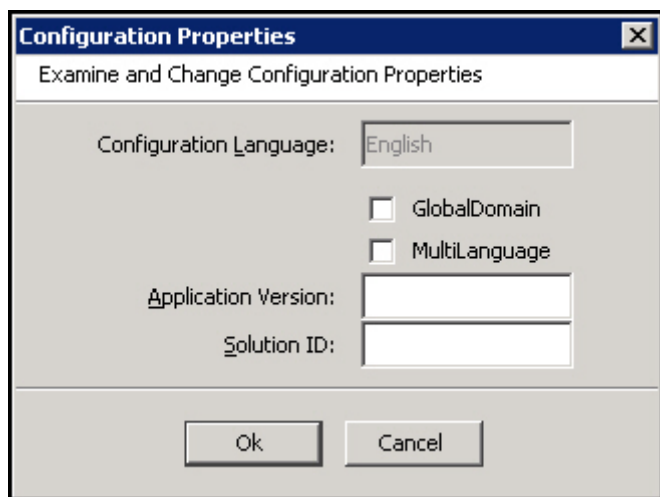 Configuration Properties
Examine and Change Configuration Properties
Configuration Language: English
GlobalDomain
MultiLanguage
Application Version:
Solution ID:
Ok Cancel